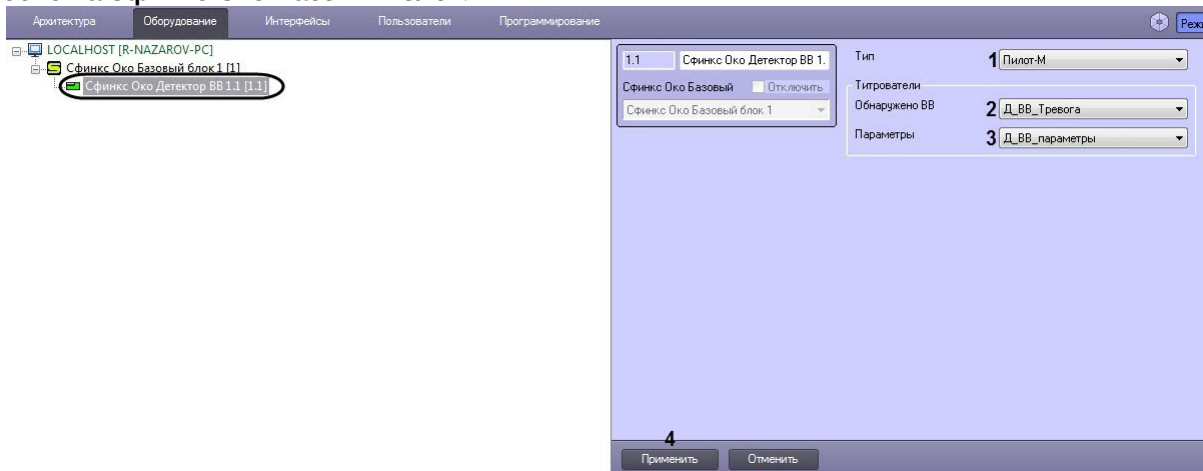 Архитектура Оборудование Интерфейсы Пользователи Программирование
LOCALHOST [R-NAZAROV-PC]
Сфинкс Око Базовый блок 1 [1]
Сфинкс Око Детектор ВВ 1.1 [1.1]
1.1 Сфинкс Око Детектор ВВ 1.
Сфинкс Око Базовый Отключить
Сфинкс Око Базовый блок 1
Тип 1 Пилот-М
Титрователи
Обнаружено ВВ 2 Д_ВВ_Тревога
Параметры 3 Д_ВВ_параметры
4
Применить Отменить